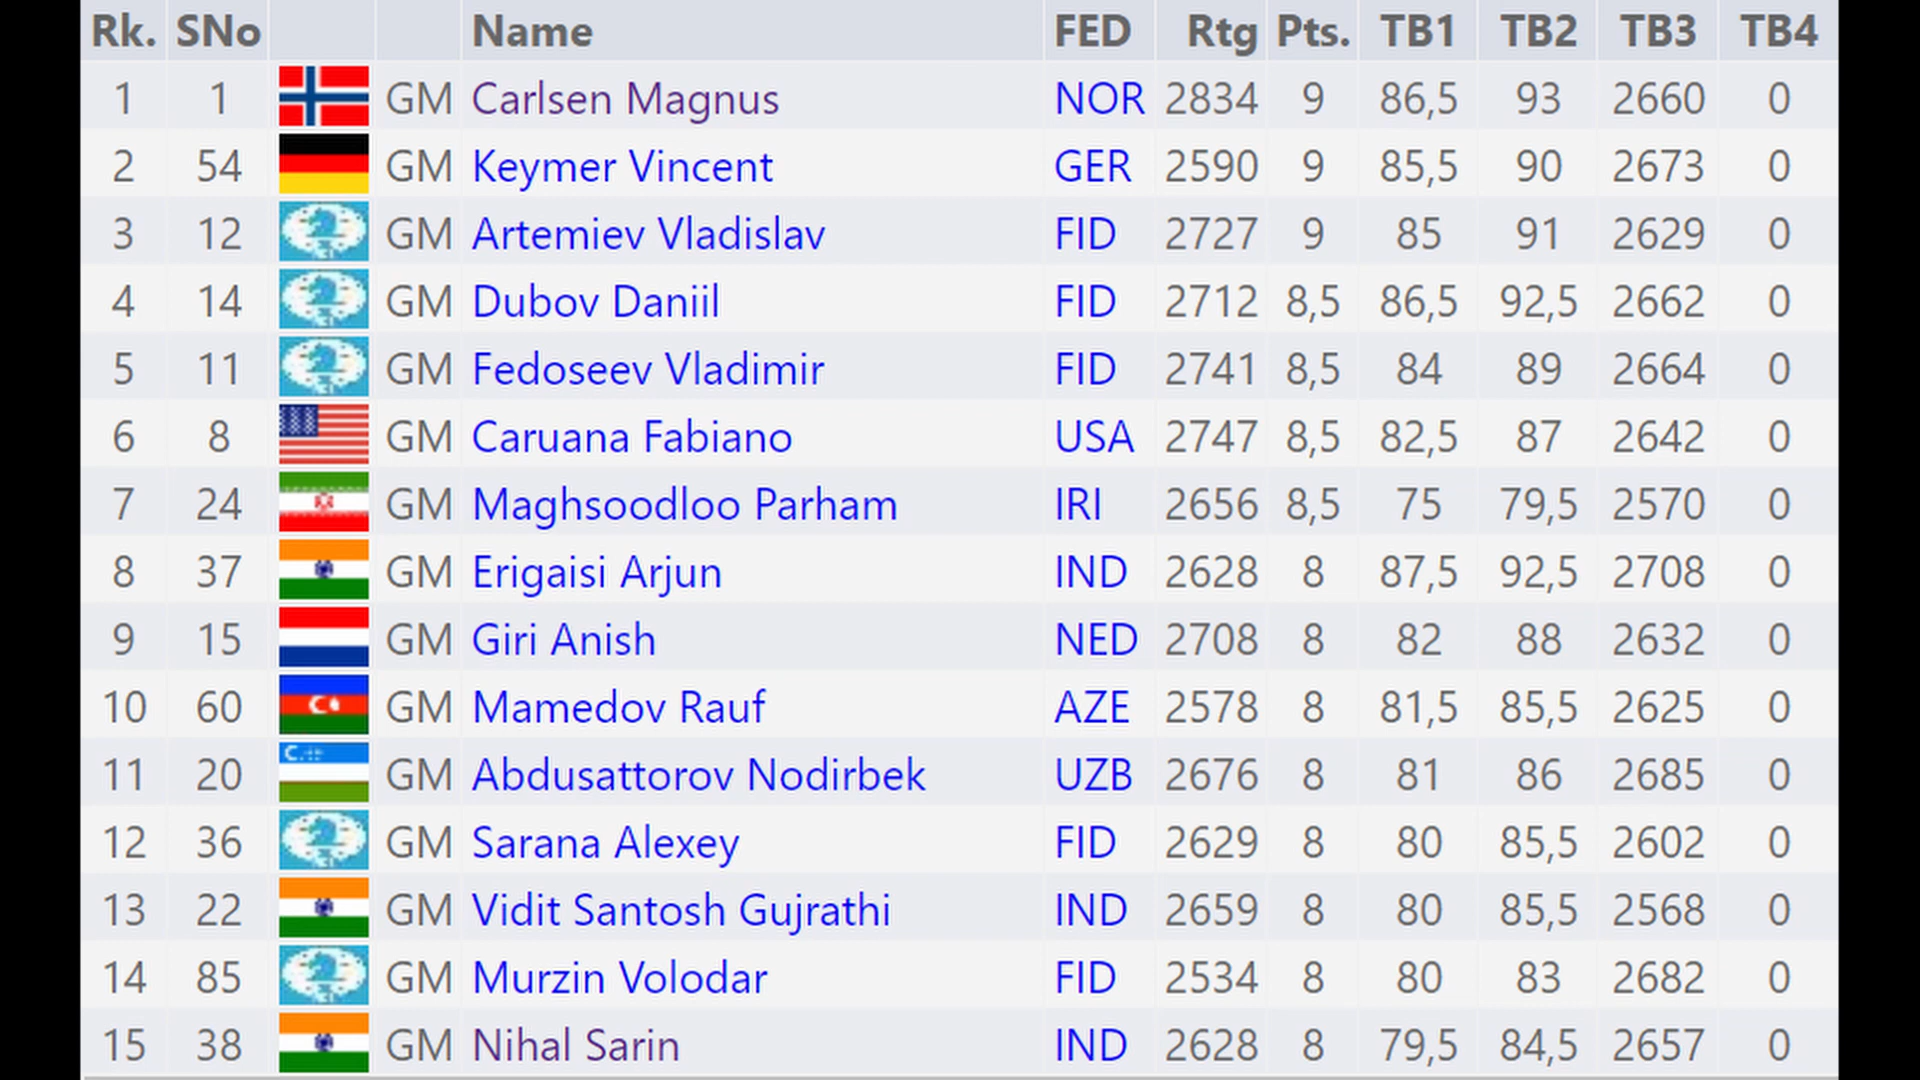 Rk. SNo Name FED Rtg Pts. TB1 TB2 TB3 TB4
1 1 GM Carlsen Magnus NOR 2834 9 86,5 93 2660 0
2 54 GM Keymer Vincent GER 2590 9 85,5 90 2673 0
3 12 GM Artemiev Vladislav FID 2727 9 85 91 2629 0
4 14 GM Dubov Daniil FID 2712 8,5 86,5 92,5 2662 0
5 11 GM Fedoseev Vladimir FID 2741 8,5 84 89 2664 0
6 8 GM Caruana Fabiano USA 2747 8,5 82,5 87 2642 0
7 24 GM Maghsoodloo Parham IRI 2656 8,5 75 79,5 2570 0
8 37 GM Erigaisi Arjun IND 2628 8 87,5 92,5 2708 0
9 15 GM Giri Anish NED 2708 8 82 88 2632 0
10 60 GM Mamedov Rauf AZE 2578 8 81,5 85,5 2625 0
11 20 GM Abdusattorov Nodirbek UZB 2676 8 81 86 2685 0
12 36 GM Sarana Alexey FID 2629 8 80 85,5 2602 0
13 22 GM Vidit Santosh Gujrathi IND 2659 8 80 85,5 2568 0
14 85 GM Murzin Volodar FID 2534 8 80 83 2682 0
15 38 GM Nihal Sarin IND 2628 8 79,5 84,5 2657 0